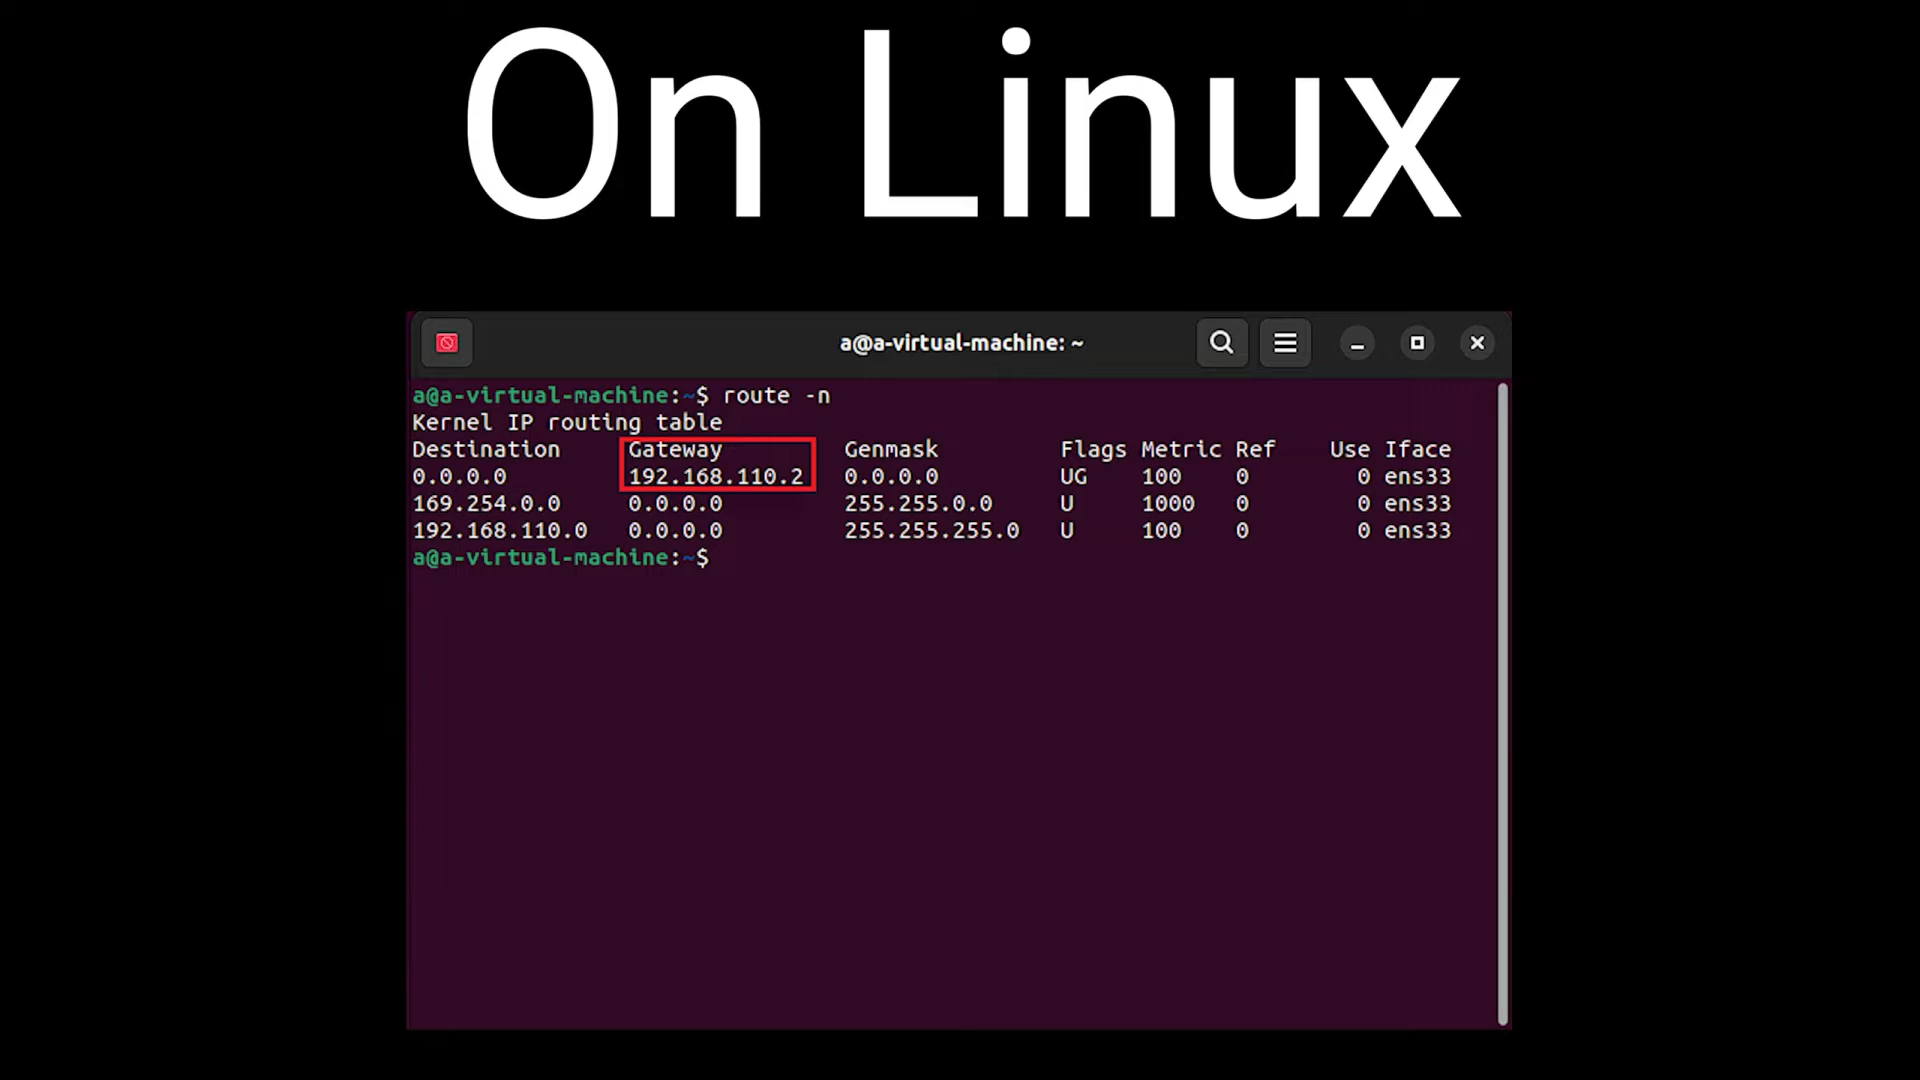 On Linux
a@a-virtual-machine: ~
a@a-virtual-machine:~$ route -n
Kernel IP routing table
Destination     Gateway         Genmask         Flags Metric Ref    Use Iface
0.0.0.0         192.168.110.2   0.0.0.0         UG    100    0        0 ens33
169.254.0.0     0.0.0.0         255.255.0.0     U     1000   0        0 ens33
192.168.110.0   0.0.0.0         255.255.255.0   U     100    0        0 ens33
a@a-virtual-machine:~$